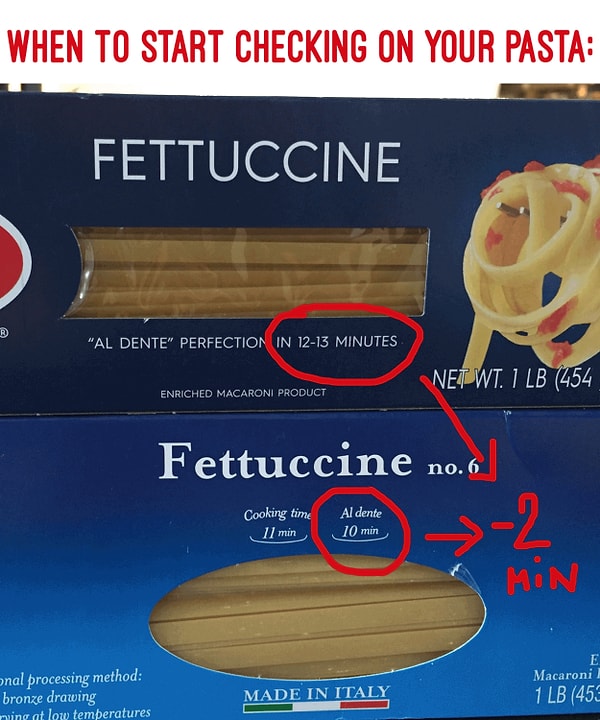 WHEN TO START CHECKING ON YOUR PASTA:
FETTUCCINE
®
"AL DENTE" PERFECTION IN 12-13 MINUTES
NET WT. 1 LB (454
ENRICHED MACARONI PRODUCT
Fettuccine no. 6
Cooking time
11 min
Al dente
10 min
-2
MIN
onal processing method:
bronze drawing
rying at low temperatures
MADE IN ITALY
E
Macaroni
1 LB (453